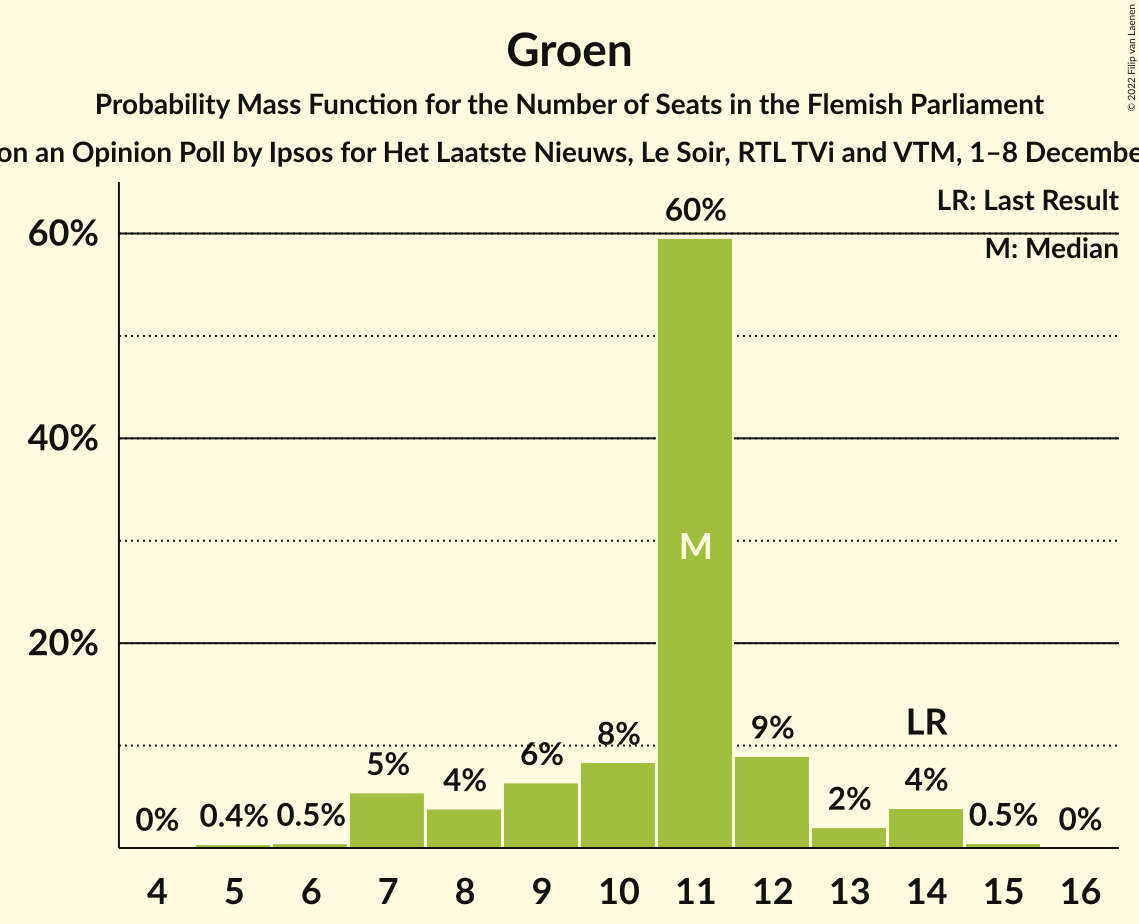 Groen
Probability Mass Function for the Number of Seats in the Flemish Parliament
on an Opinion Poll by Ipsos for Het Laatste Nieuws, Le Soir, RTL TVi and VTM, 1–8 Decembe
© 2022 Filip van Laenen
LR: Last Result
M: Median
60%
40%
20%
0%
0.4%
0.5%
5%
4%
6%
8%
60%
M
9%
2%
LR
4%
0.5%
0%
4 5 6 7 8 9 10 11 12 13 14 15 16